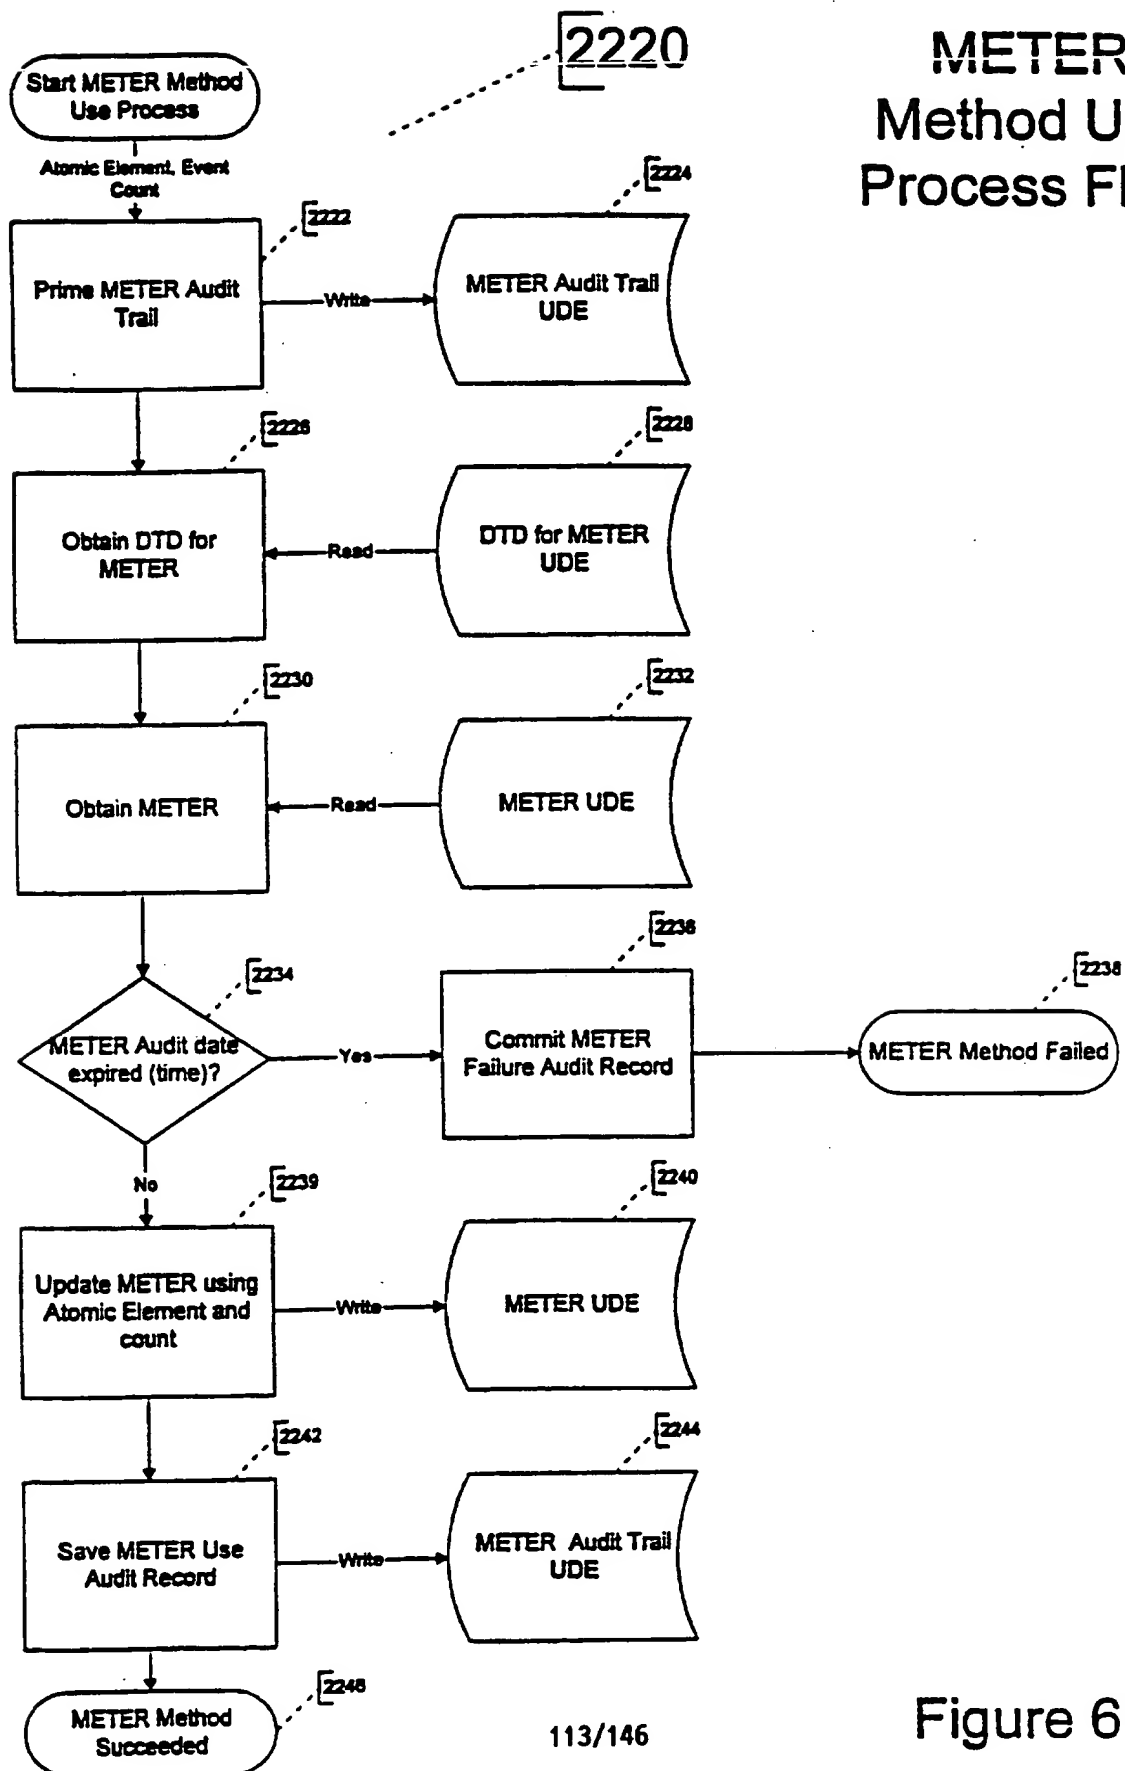 2220
METER
Method U
Process Fl
Start METER Method
Use Process
Atomic Element, Event
Count
2222
2224
Prime METER Audit
Trail
Write
METER Audit Trail
UDE
2226
2228
Obtain DTD for
METER
Read
DTD for METER
UDE
2230
2232
Obtain METER
Read
METER UDE
2234
2236
2238
METER Audit date
expired (time)?
Yes
Commit METER
Failure Audit Record
METER Method Failed
No
2239
2240
Update METER using
Atomic Element and
count
Write
METER UDE
2242
2244
Save METER Use
Audit Record
Write
METER Audit Trail
UDE
2246
METER Method
Succeeded
113/146
Figure 6